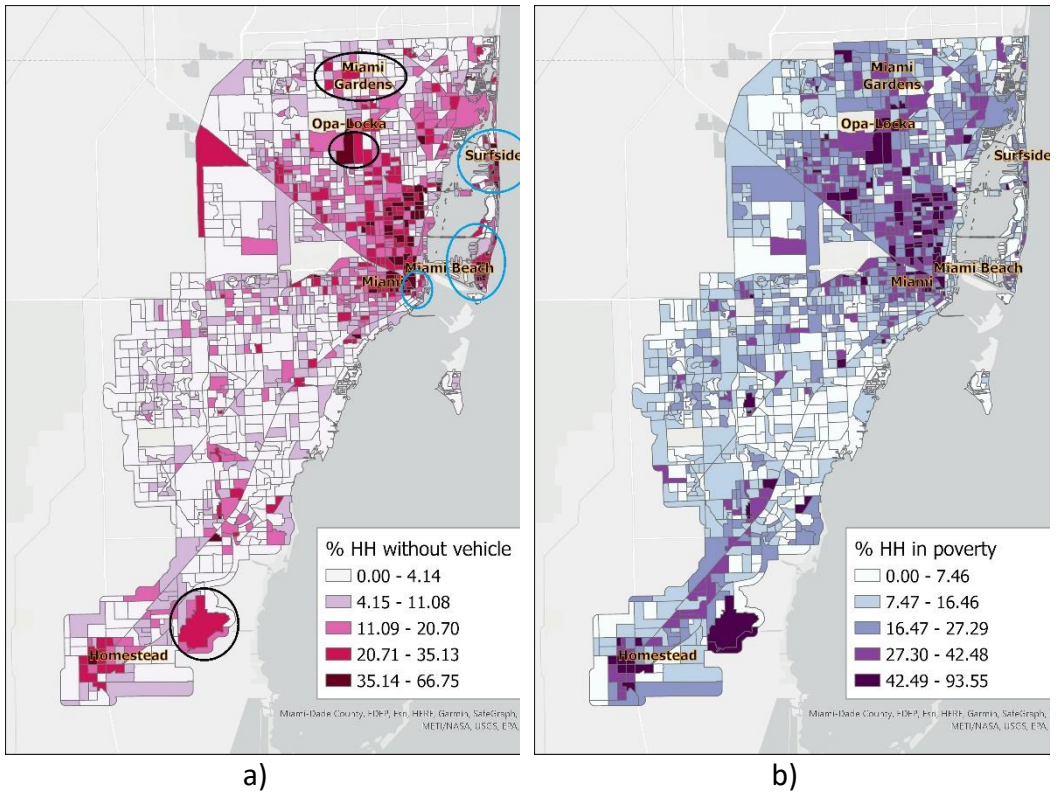 Miami
Gardens
Opa-Locka
Surfside
Miami Beach
Miami
Homestead
% HH without vehicle
0.00 - 4.14
4.15 - 11.08
11.09 - 20.70
20.71 - 35.13
35.14 - 66.75
Miami-Dade County, FDEP, Esri, HERE, Garmin, SafeGraph,
METI/NASA, USGS, EPA,
a)
Miami
Gardens
Opa-Locka
Surfside
Miami Beach
Miami
Homestead
% HH in poverty
0.00 - 7.46
7.47 - 16.46
16.47 - 27.29
27.30 - 42.48
42.49 - 93.55
Miami-Dade County, FDEP, Esri, HERE, Garmin, SafeGraph,
METI/NASA, USGS, EPA,
b)